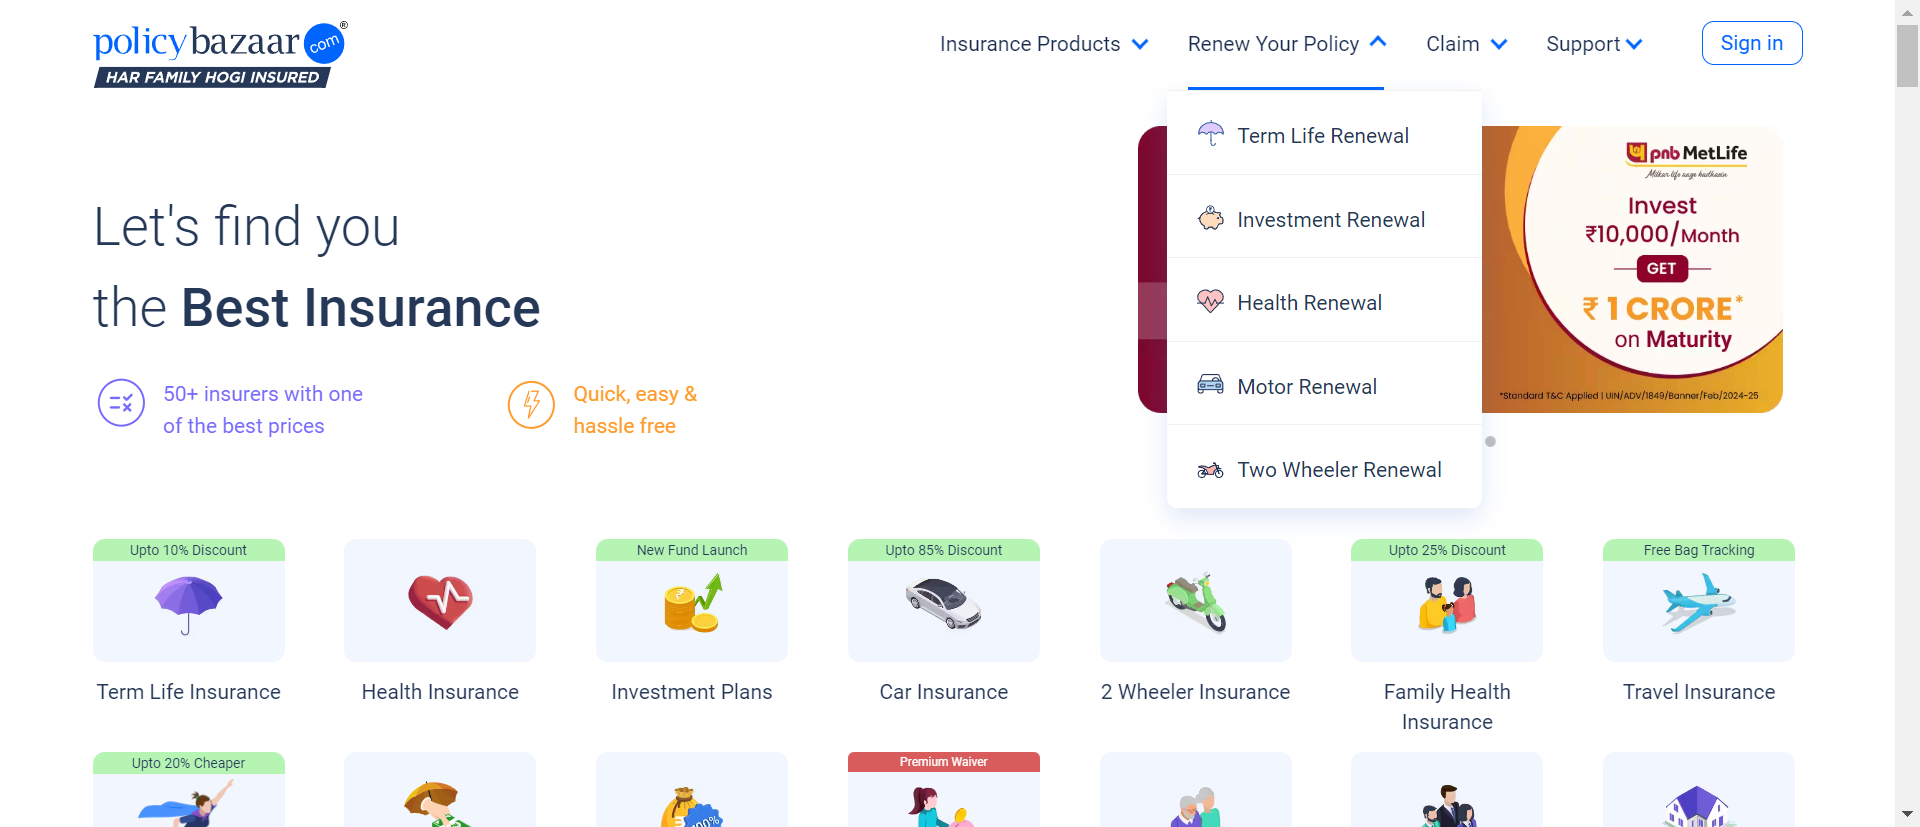 policybazaar com ®
HAR FAMILY HOGI INSURED
Insurance Products
Renew Your Policy
Claim
Support
Sign in
Term Life Renewal
Investment Renewal
Health Renewal
Motor Renewal
Two Wheeler Renewal
Let's find you
the Best Insurance
50+ insurers with one
of the best prices
Quick, easy &
hassle free
pnb MetLife
Milkar life aage badhaein
Invest
₹10,000/Month
GET
₹ 1 CRORE*
on Maturity
*Standard T&C Applied | UIN/ADV/1849/Banner/Feb/2024-25
Upto 10% Discount
Term Life Insurance
Health Insurance
New Fund Launch
Investment Plans
Upto 85% Discount
Car Insurance
2 Wheeler Insurance
Upto 25% Discount
Family Health
Insurance
Free Bag Tracking
Travel Insurance
Upto 20% Cheaper
100%
Premium Waiver